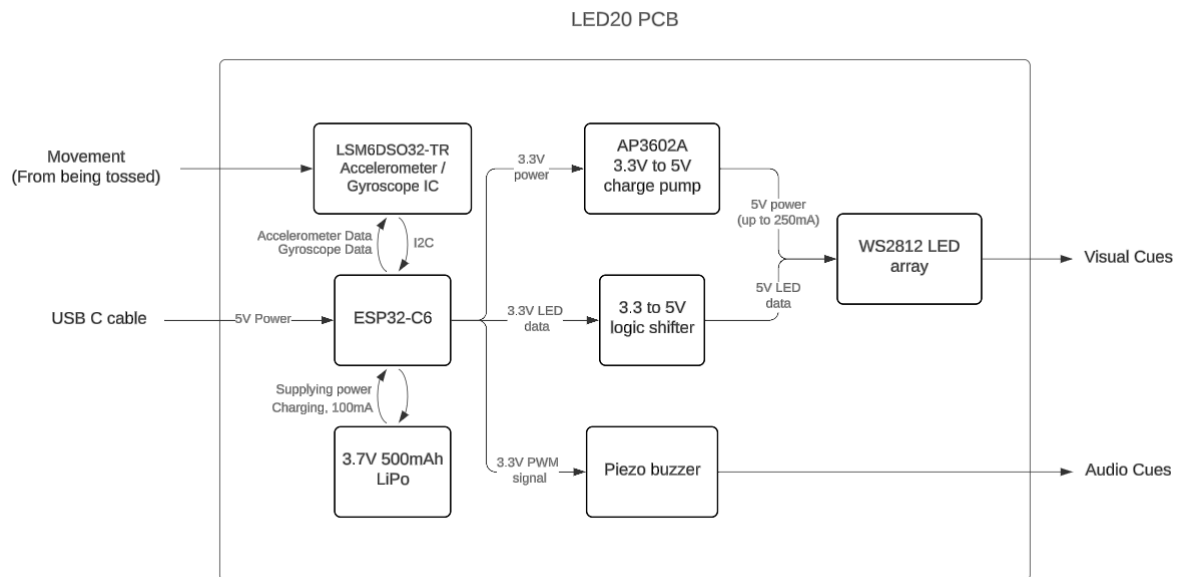 LED20 PCB
Movement
(From being tossed)
LSM6DSO32-TR
Accelerometer /
Gyroscope IC
3.3V
power
AP3602A
3.3V to 5V
charge pump
5V power
(up to 250mA)
Accelerometer Data
Gyroscope Data
I2C
WS2812 LED
array
Visual Cues
USB C cable
5V Power
ESP32-C6
3.3V LED
data
3.3 to 5V
logic shifter
5V LED
data
Supplying power
Charging, 100mA
3.7V 500mAh
LiPo
3.3V PWM
signal
Piezo buzzer
Audio Cues